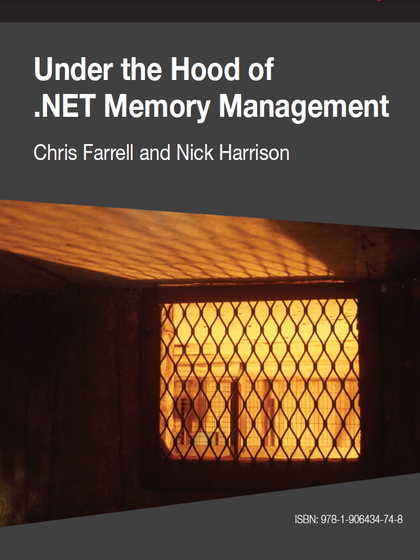 Under the Hood of
.NET Memory Management
Chris Farrell and Nick Harrison
ISBN: 978-1-906434-74-8